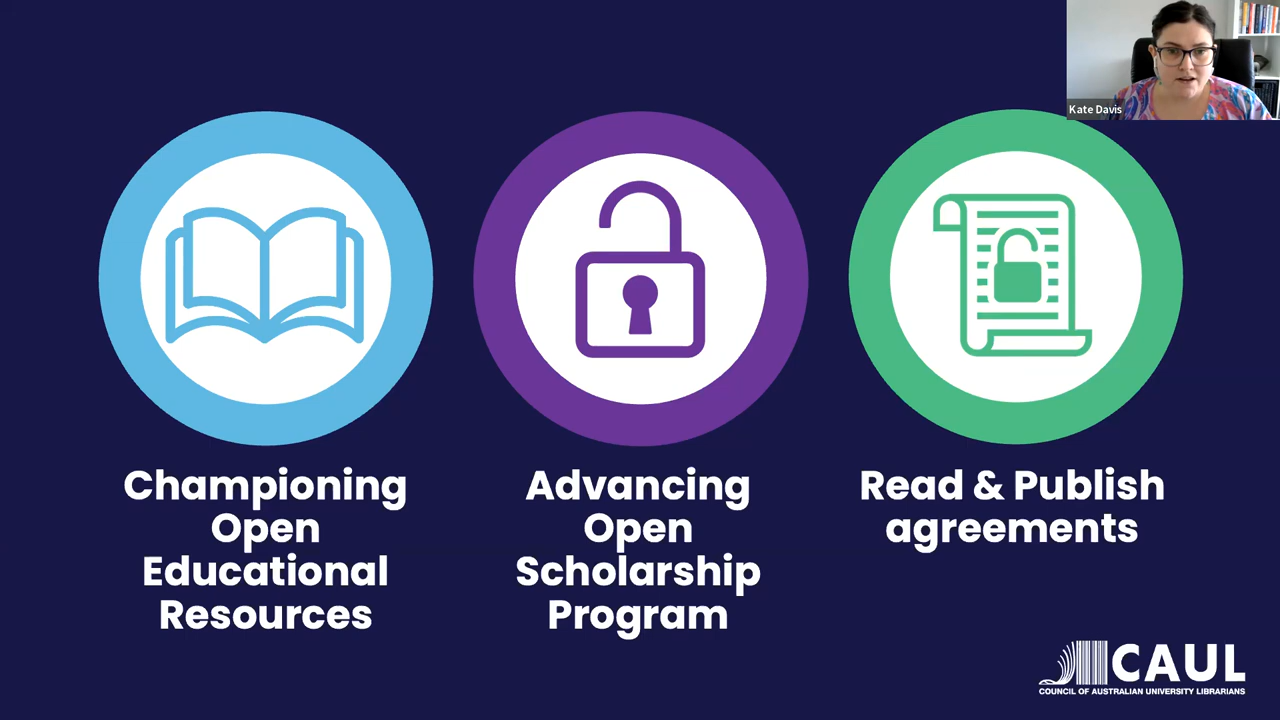 Kate Davis
Championing
Open
Educational
Resources
Advancing
Open
Scholarship
Program
Read & Publish
agreements
CAUL
COUNCIL OF AUSTRALIAN UNIVERSITY LIBRARIANS